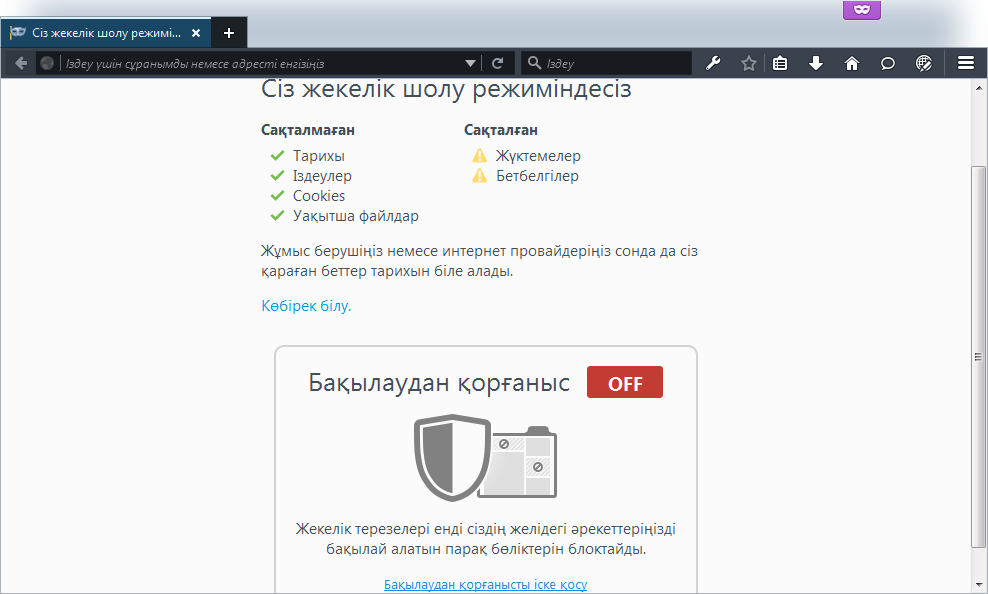 Сіз жекелік шолу режимі...
Іздеу үшін сұранымды немесе адресті енгізіңіз
Іздеу
Сіз жекелік шолу режиміндесіз
Сақталмаған
Тарихы
Іздеулер
Cookies
Уақытша файлдар
Сақталған
Жүктемелер
Бетбелгілер
Жұмыс берушіңіз немесе интернет провайдеріңіз сонда да сіз
қараған беттер тарихын біле алады.
Көбірек білу.
Бақылаудан қорғаныс
OFF
Жекелік терезелері енді сіздің желідегі әрекеттеріңізді
бақылай алатын парақ бөліктерін блоктайды.
Бақылаудан қорғанысты іске қосу